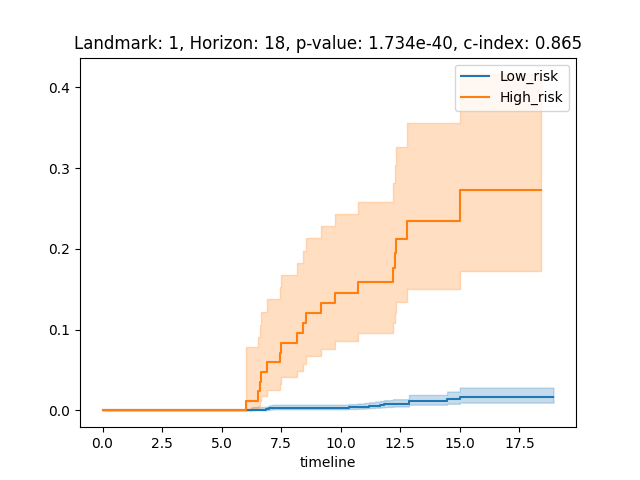 Landmark: 1, Horizon: 18, p-value: 1.734e-40, c-index: 0.865
Low_risk
High_risk
0.4
0.3
0.2
0.1
0.0
0.0 2.5 5.0 7.5 10.0 12.5 15.0 17.5
timeline